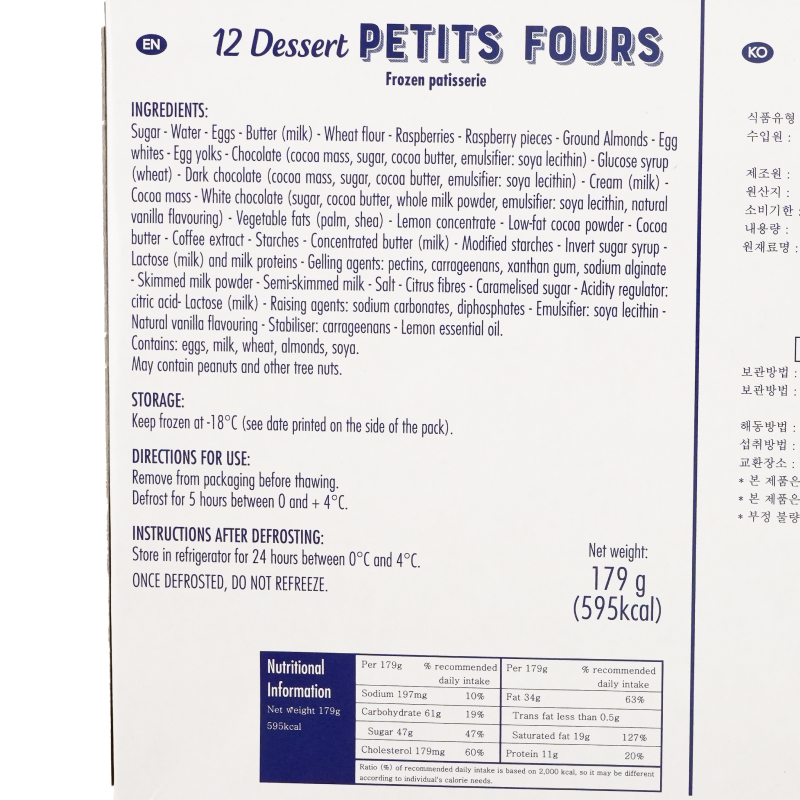 EN
12 Dessert PETITS FOURS
Frozen patisserie
INGREDIENTS:
Sugar - Water - Eggs - Butter (milk) - Wheat flour - Raspberries - Raspberry pieces - Ground Almonds - Egg
whites - Egg yolks - Chocolate (cocoa mass, sugar, cocoa butter, emulsifier: soya lecithin) - Glucose syrup
(wheat) - Dark chocolate (cocoa mass, sugar, cocoa butter, emulsifier: soya lecithin) - Cream (milk) -
Cocoa mass - White chocolate (sugar, cocoa butter, whole milk powder, emulsifier: soya lecithin, natural
vanilla flavouring) - Vegetable fats (palm, shea) - Lemon concentrate - Low-fat cocoa powder - Cocoa
butter - Coffee extract - Starches - Concentrated butter (milk) - Modified starches - Invert sugar syrup -
Lactose (milk) and milk proteins - Gelling agents: pectins, carrageenans, xanthan gum, sodium alginate
- Skimmed milk powder - Semi-skimmed milk - Salt - Citrus fibres - Caramelised sugar - Acidity regulator:
citric acid- Lactose (milk) - Raising agents: sodium carbonates, diphosphates - Emulsifier: soya lecithin -
Natural vanilla flavouring - Stabiliser: carrageenans - Lemon essential oil.
Contains: eggs, milk, wheat, almonds, soya.
May contain peanuts and other tree nuts.
STORAGE:
Keep frozen at -18°C (see date printed on the side of the pack).
DIRECTIONS FOR USE:
Remove from packaging before thawing.
Defrost for 5 hours between 0 and + 4°C.
INSTRUCTIONS AFTER DEFROSTING:
Store in refrigerator for 24 hours between 0°C and 4°C.
ONCE DEFROSTED, DO NOT REFREEZE.
Net weight:
179 g
(595kcal)
Nutritional
Information
Net weight 179g
595kcal
Per 179g % recommended
daily intake
Sodium 197mg 10%
Carbohydrate 61g 19%
Sugar 47g 47%
Cholesterol 179mg 60%
Per 179g % recommended
daily intake
Fat 34g 63%
Trans fat less than 0.5g
Saturated fat 19g 127%
Protein 11g 20%
Ratio (%) of recommended daily intake is based on 2,000 kcal, so it may be different
according to individual's calorie needs.
KO
식품유형
수입원 :
제조원 :
원산지 :
소비기한 :
내용량 :
원재료명 :
보관방법 :
보관방법 :
해동방법 :
섭취방법 :
교환장소 :
* 본 제품은
* 본 제품은
* 부정 불량